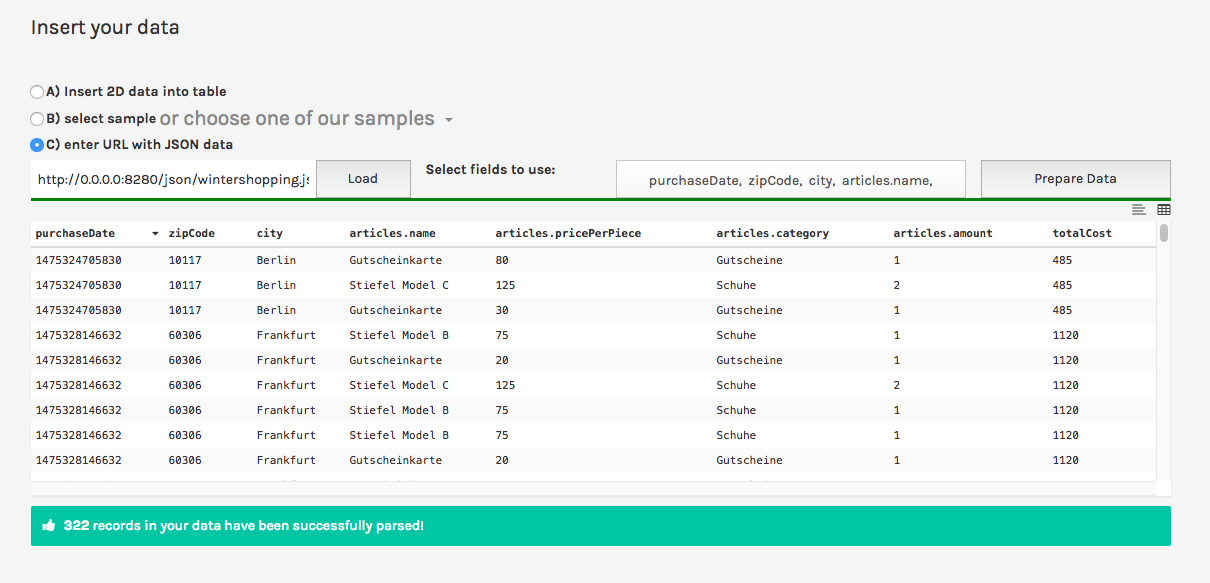 Insert your data
A) Insert 2D data into table
B) select sample or choose one of our samples
C) enter URL with JSON data
http://0.0.0.0:8280/json/wintershopping.js Load Select fields to use: purchaseDate, zipCode, city, articles.name, Prepare Data
purchaseDate zipCode city articles.name articles.pricePerPiece articles.category articles.amount totalCost
1475324705830 10117 Berlin Gutscheinkarte 80 Gutscheine 1 485
1475324705830 10117 Berlin Stiefel Model C 125 Schuhe 2 485
1475324705830 10117 Berlin Gutscheinkarte 30 Gutscheine 1 485
1475328146632 60306 Frankfurt Stiefel Model B 75 Schuhe 1 1120
1475328146632 60306 Frankfurt Gutscheinkarte 20 Gutscheine 1 1120
1475328146632 60306 Frankfurt Stiefel Model C 125 Schuhe 2 1120
1475328146632 60306 Frankfurt Stiefel Model B 75 Schuhe 1 1120
1475328146632 60306 Frankfurt Stiefel Model B 75 Schuhe 1 1120
1475328146632 60306 Frankfurt Gutscheinkarte 20 Gutscheine 1 1120
322 records in your data have been successfully parsed!